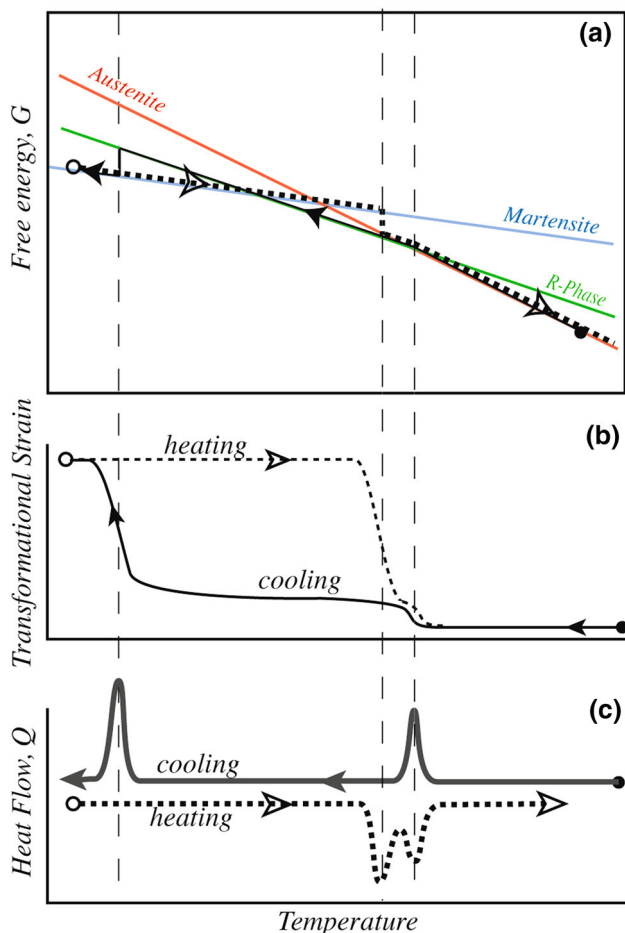 (a)
Free energy, G
Austenite
Martensite
R-Phase
(b)
Transformational Strain
heating
cooling
(c)
Heat Flow, Q
cooling
heating
Temperature